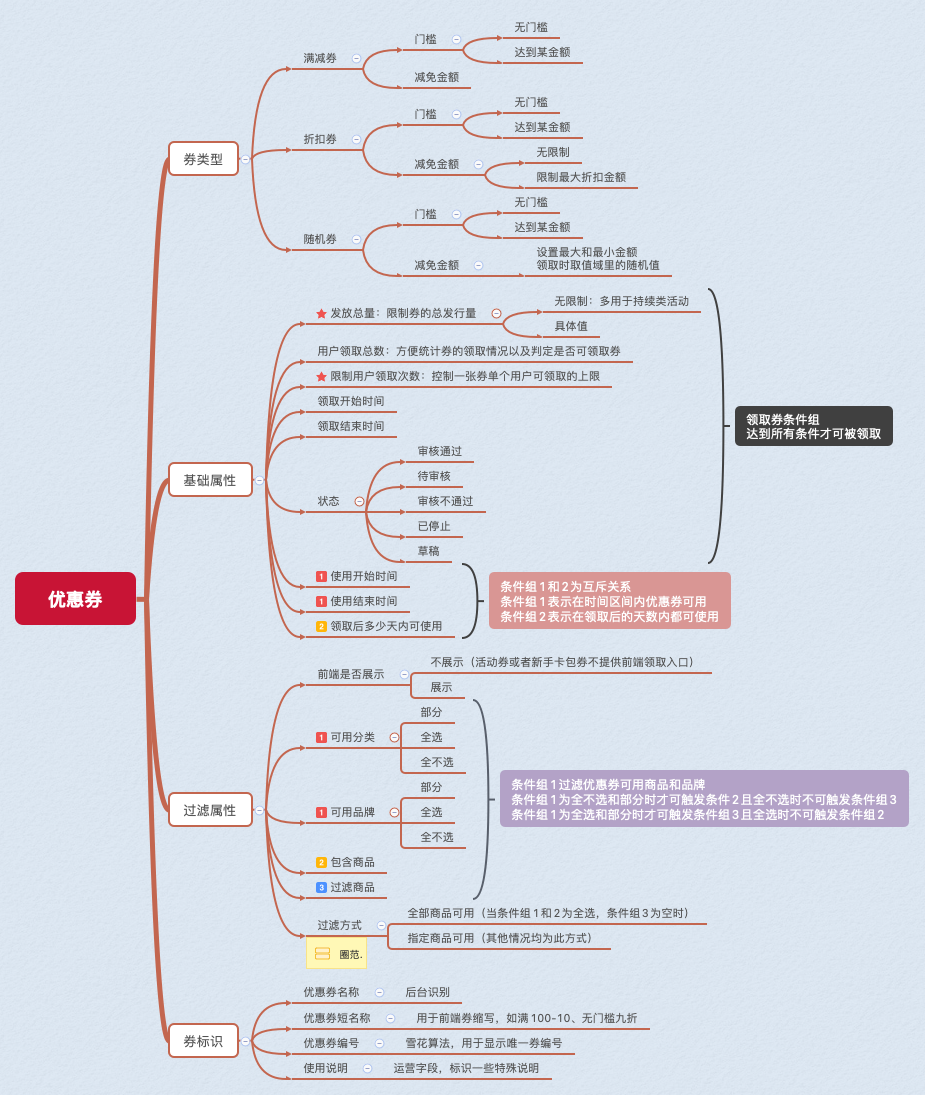 优惠券
券类型
满减券
门槛
无门槛
达到某金额
减免金额
折扣券
门槛
无门槛
达到某金额
减免金额
无限制
限制最大折扣金额
随机券
门槛
无门槛
达到某金额
减免金额
设置最大和最小金额
领取时取值域里的随机值
基础属性
发放总量：限制券的总发行量
无限制：多用于持续类活动
具体值
用户领取总数：方便统计券的领取情况以及判定是否可领取券
限制用户领取次数：控制一张券单个用户可领取的上限
领取开始时间
领取结束时间
状态
审核通过
待审核
审核不通过
已停止
草稿
领取券条件组
达到所有条件才可被领取
1 使用开始时间
1 使用结束时间
2 领取后多少天内可使用
条件组1和2为互斥关系
条件组1表示在时间区间内优惠券可用
条件组2表示在领取后的天数内都可使用
过滤属性
前端是否展示
不展示（活动券或者新手卡包券不提供前端领取入口）
展示
1 可用分类
部分
全选
全不选
1 可用品牌
部分
全选
全不选
2 包含商品
3 过滤商品
条件组1过滤优惠券可用商品和品牌
条件组1为全不选和部分时才可触发条件2且全不选时不可触发条件组3
条件组1为全选和部分时才可触发条件组3且全选时不可触发条件组2
过滤方式
全部商品可用（当条件组1和2为全选，条件组3为空时）
指定商品可用（其他情况均为此方式）
圈范.
券标识
优惠券名称
后台识别
优惠券短名称
用于前端券缩写，如满100-10、无门槛九折
优惠券编号
雪花算法，用于显示唯一券编号
使用说明
运营字段，标识一些特殊说明